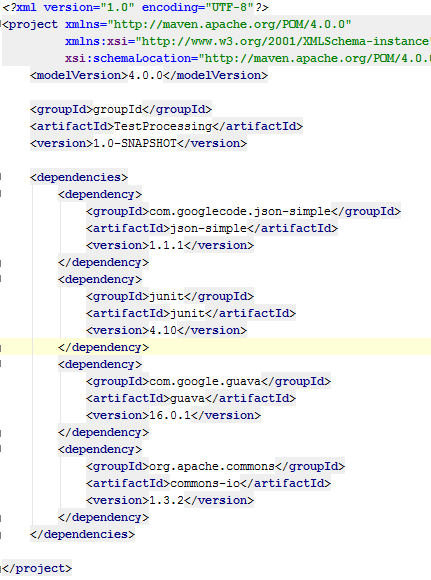 <?xml version="1.0" encoding="UTF-8"?>
<project xmlns="http://maven.apache.org/POM/4.0.0"
xmlns:xsi="http://www.w3.org/2001/XMLSchema-instance"
xsi:schemaLocation="http://maven.apache.org/POM/4.0.0
<modelVersion>4.0.0</modelVersion>
<groupId>groupId</groupId>
<artifactId>TestProcessing</artifactId>
<version>1.0-SNAPSHOT</version>
<dependencies>
<dependency>
<groupId>com.googlecode.json-simple</groupId>
<artifactId>json-simple</artifactId>
<version>1.1.1</version>
</dependency>
<dependency>
<groupId>junit</groupId>
<artifactId>junit</artifactId>
<version>4.10</version>
</dependency>
<dependency>
<groupId>com.google.guava</groupId>
<artifactId>guava</artifactId>
<version>16.0.1</version>
</dependency>
<dependency>
<groupId>org.apache.commons</groupId>
<artifactId>commons-io</artifactId>
<version>1.3.2</version>
</dependency>
</dependencies>
</project>